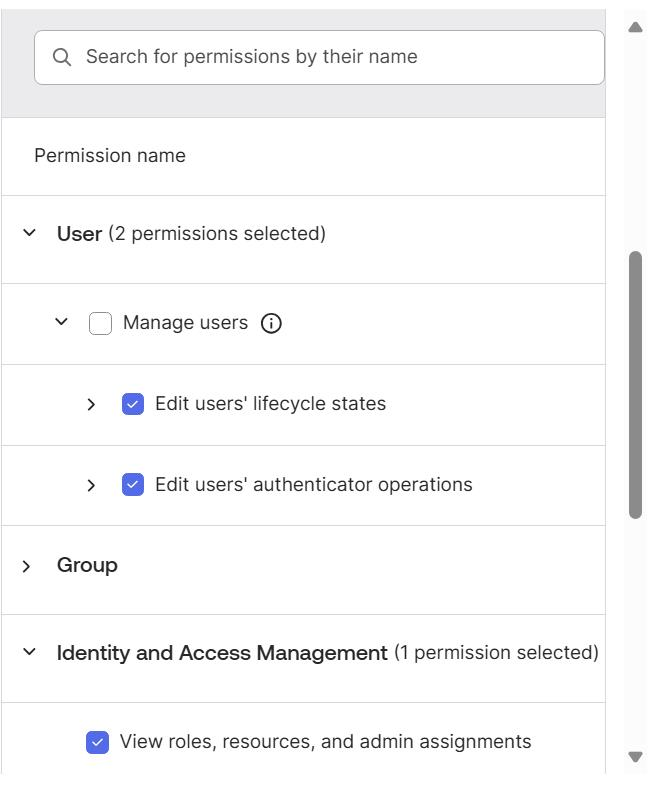 Search for permissions by their name
Permission name
User (2 permissions selected)
Manage users
Edit users' lifecycle states
Edit users' authenticator operations
Group
Identity and Access Management (1 permission selected)
View roles, resources, and admin assignments